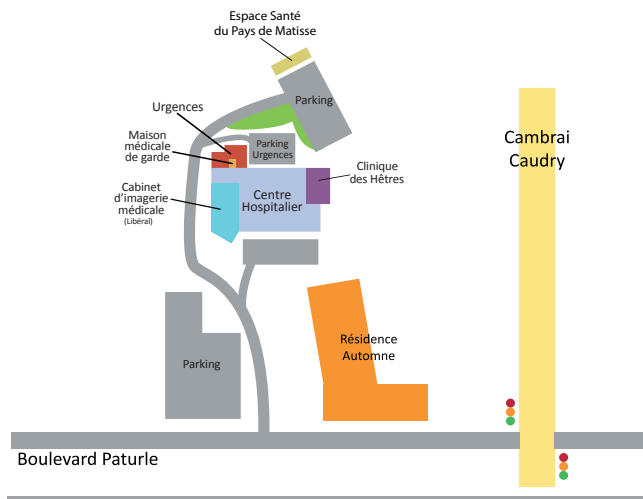 Espace Santé
du Pays de Matisse
Parking
Urgences
Maison
médicale
de garde
Parking
Urgences
Cambrai
Caudry
Clinique
des Hêtres
Cabinet
d'imagerie
médicale
(Libéral)
Centre
Hospitalier
Résidence
Automne
Parking
Boulevard Paturle